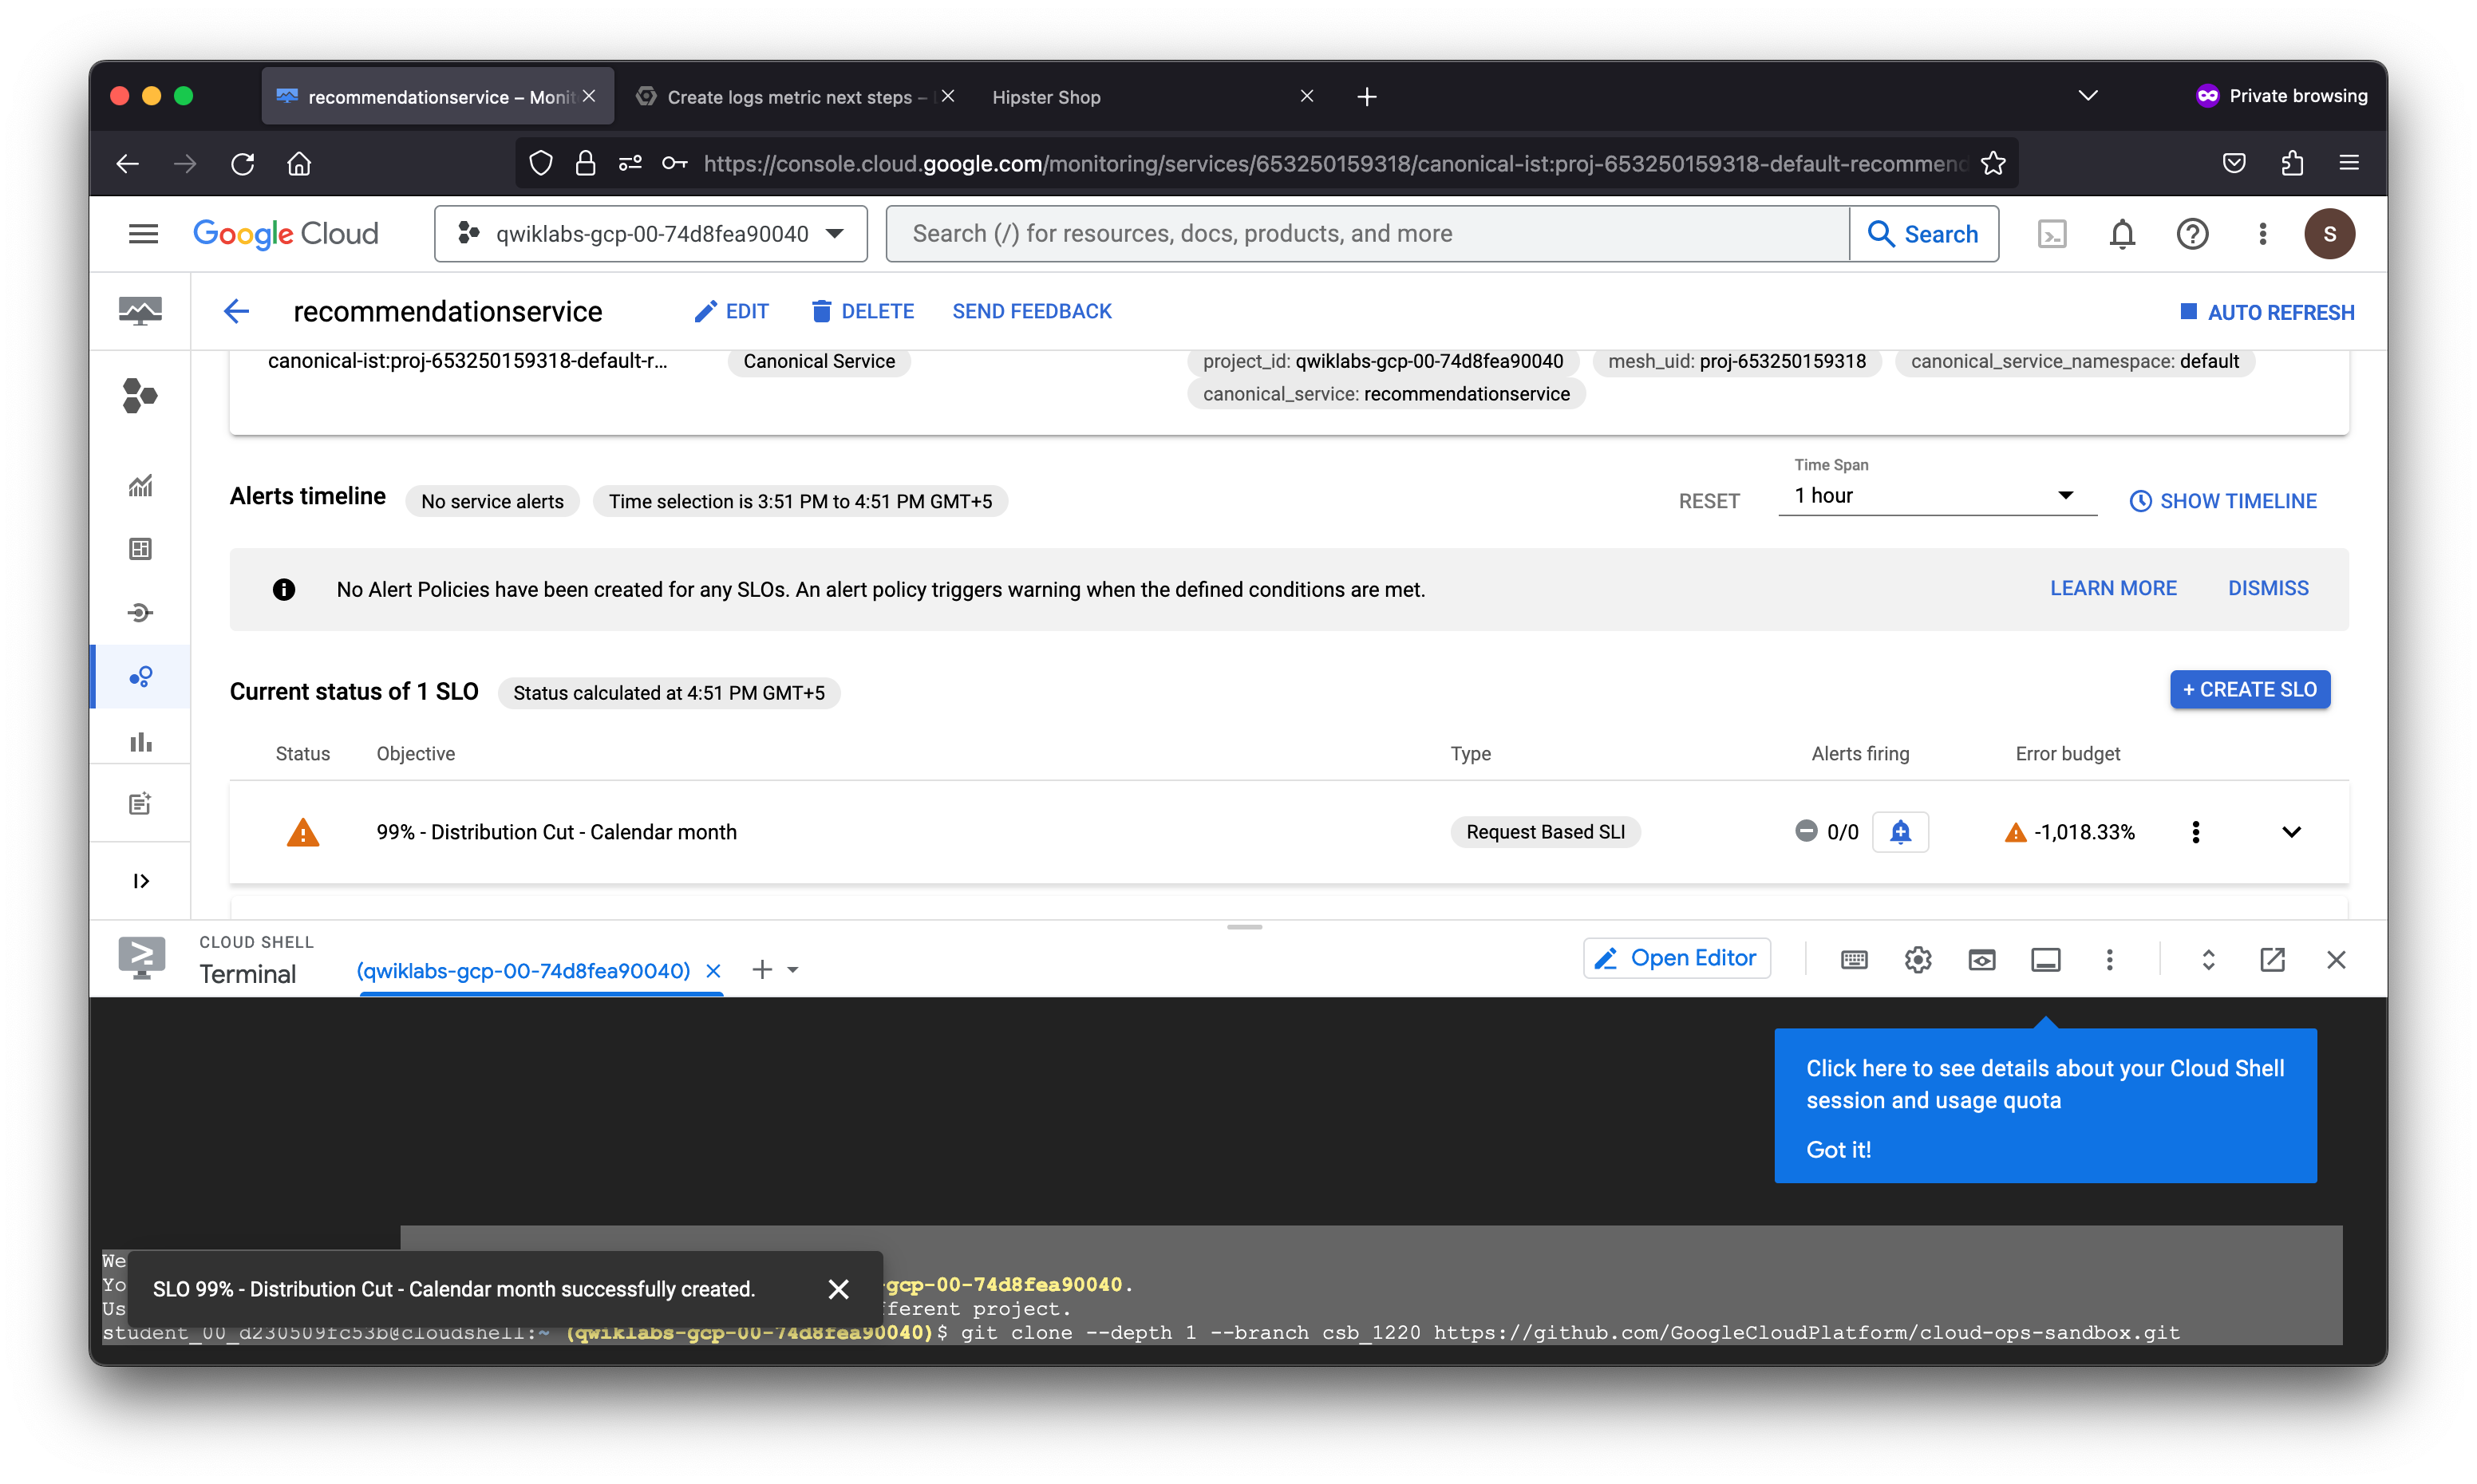 recommendationservice – Monit
Create logs metric next steps –
Hipster Shop
Private browsing
https://console.cloud.google.com/monitoring/services/653250159318/canonical-ist:proj-653250159318-default-recommend
Google Cloud
qwiklabs-gcp-00-74d8fea90040
Search (/) for resources, docs, products, and more
Search
S
recommendationservice
EDIT
DELETE
SEND FEEDBACK
AUTO REFRESH
canonical-ist:proj-653250159318-default-r...
Canonical Service
project_id: qwiklabs-gcp-00-74d8fea90040
mesh_uid: proj-653250159318
canonical_service_namespace: default
canonical_service: recommendationservice
Alerts timeline
No service alerts
Time selection is 3:51 PM to 4:51 PM GMT+5
RESET
Time Span
1 hour
SHOW TIMELINE
No Alert Policies have been created for any SLOs. An alert policy triggers warning when the defined conditions are met.
LEARN MORE
DISMISS
Current status of 1 SLO
Status calculated at 4:51 PM GMT+5
+ CREATE SLO
Status Objective Type Alerts firing Error budget
99% - Distribution Cut - Calendar month
Request Based SLI
0/0
-1,018.33%
CLOUD SHELL
Terminal
(qwiklabs-gcp-00-74d8fea90040)
Open Editor
Click here to see details about your Cloud Shell
session and usage quota
Got it!
We
Yo
-gcp-00-74d8fea90040.
SLO 99% - Distribution Cut - Calendar month successfully created.
Us
fferent project.
student_00_d230509fc53b@cloudshell:~ (qwiklabs-gcp-00-74d8fea90040)$ git clone --depth 1 --branch csb_1220 https://github.com/GoogleCloudPlatform/cloud-ops-sandbox.git